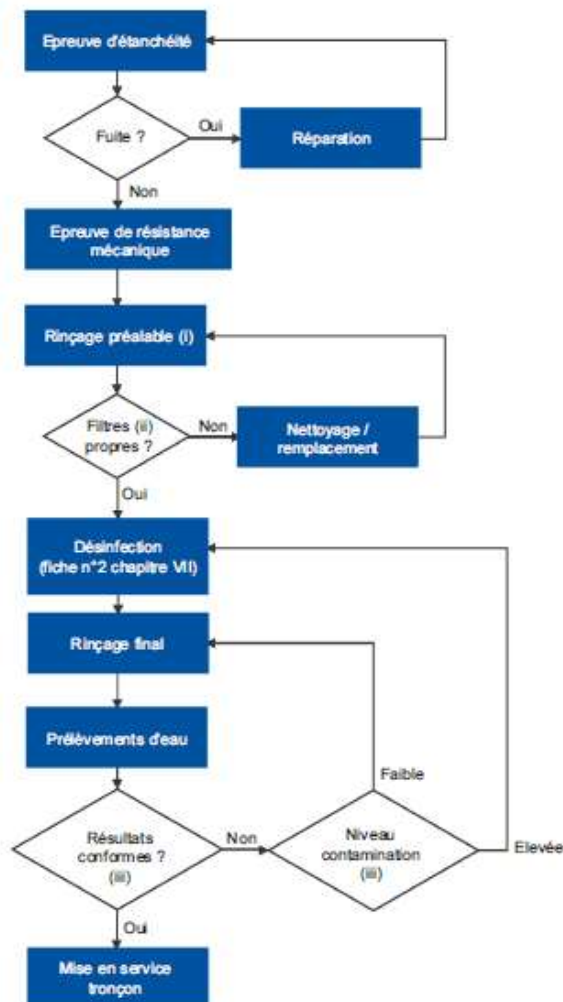 Epreuve d'étanchéité
Fuite ?
Oui
Réparation
Non
Epreuve de résistance
mécanique
Rinçage préalable (i)
Filtres (ii)
propres ?
Non
Nettoyage /
remplacement
Oui
Désinfection
(fiche n°2 chapitre VII)
Rinçage final
Prélèvements d'eau
Faible
Résultats
conformes ?
(iii)
Non
Niveau
contamination
(iii)
Elevée
Oui
Mise en service
tronçon